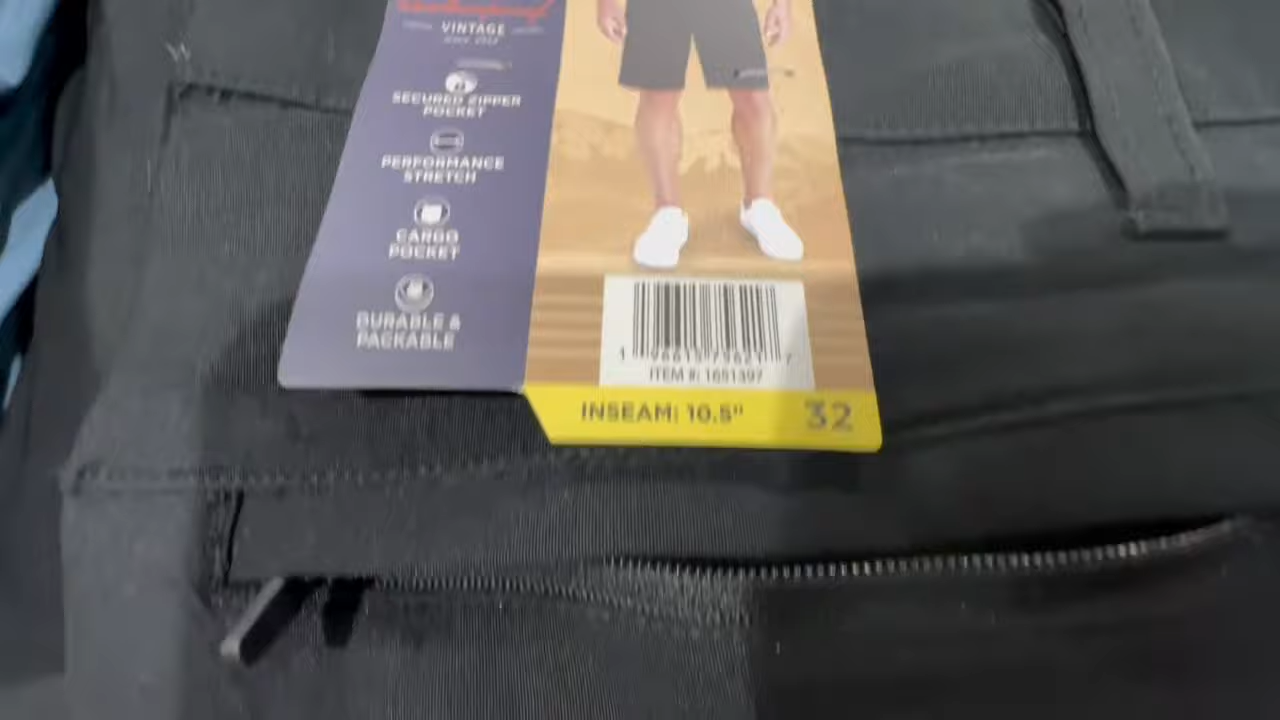 VINTAGE
SECURED ZIPPER
POCKET
PERFORMANCE
STRETCH
CARGO
POCKET
DURABLE &
PACKABLE
ITEM #: 1651397
INSEAM: 10.5" 32